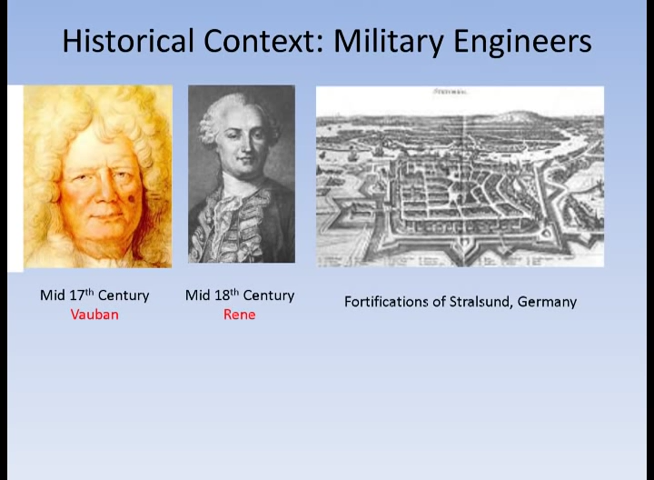 Historical Context: Military Engineers
Mid 17th Century
Vauban
Mid 18th Century
Rene
Fortifications of Stralsund, Germany